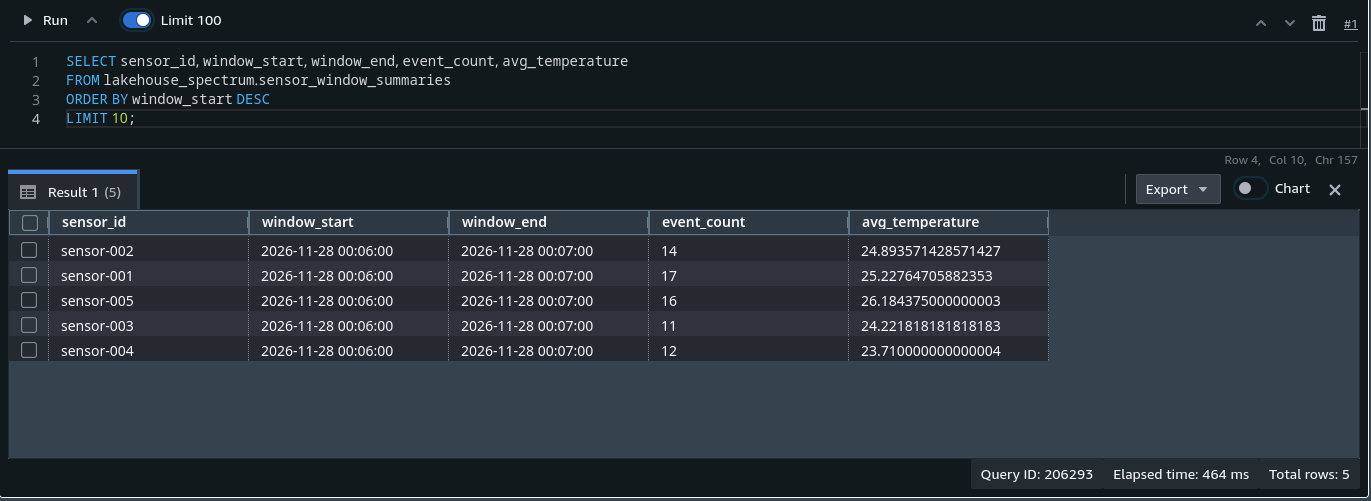 Run Limit 100 #1
1 SELECT sensor_id, window_start, window_end, event_count, avg_temperature
2 FROM lakehouse_spectrum.sensor_window_summaries
3 ORDER BY window_start DESC
4 LIMIT 10;
Row 4, Col 10, Chr 157
Result 1 (5) Export Chart
sensor_id window_start window_end event_count avg_temperature
sensor-002 2026-11-28 00:06:00 2026-11-28 00:07:00 14 24.893571428571427
sensor-001 2026-11-28 00:06:00 2026-11-28 00:07:00 17 25.22764705882353
sensor-005 2026-11-28 00:06:00 2026-11-28 00:07:00 16 26.184375000000003
sensor-003 2026-11-28 00:06:00 2026-11-28 00:07:00 11 24.221818181818183
sensor-004 2026-11-28 00:06:00 2026-11-28 00:07:00 12 23.710000000000004
Query ID: 206293 Elapsed time: 464 ms Total rows: 5